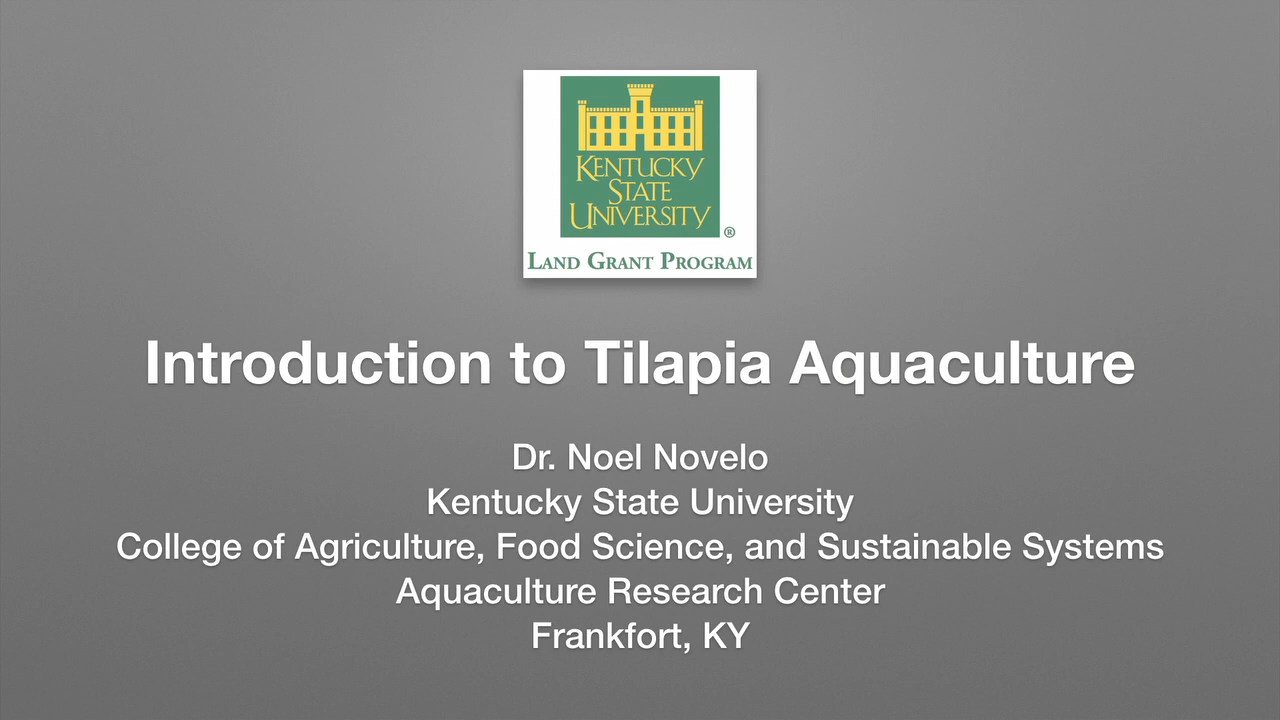 KENTUCKY
STATE
UNIVERSITY
®
LAND GRANT PROGRAM
Introduction to Tilapia Aquaculture
Dr. Noel Novelo
Kentucky State University
College of Agriculture, Food Science, and Sustainable Systems
Aquaculture Research Center
Frankfort, KY